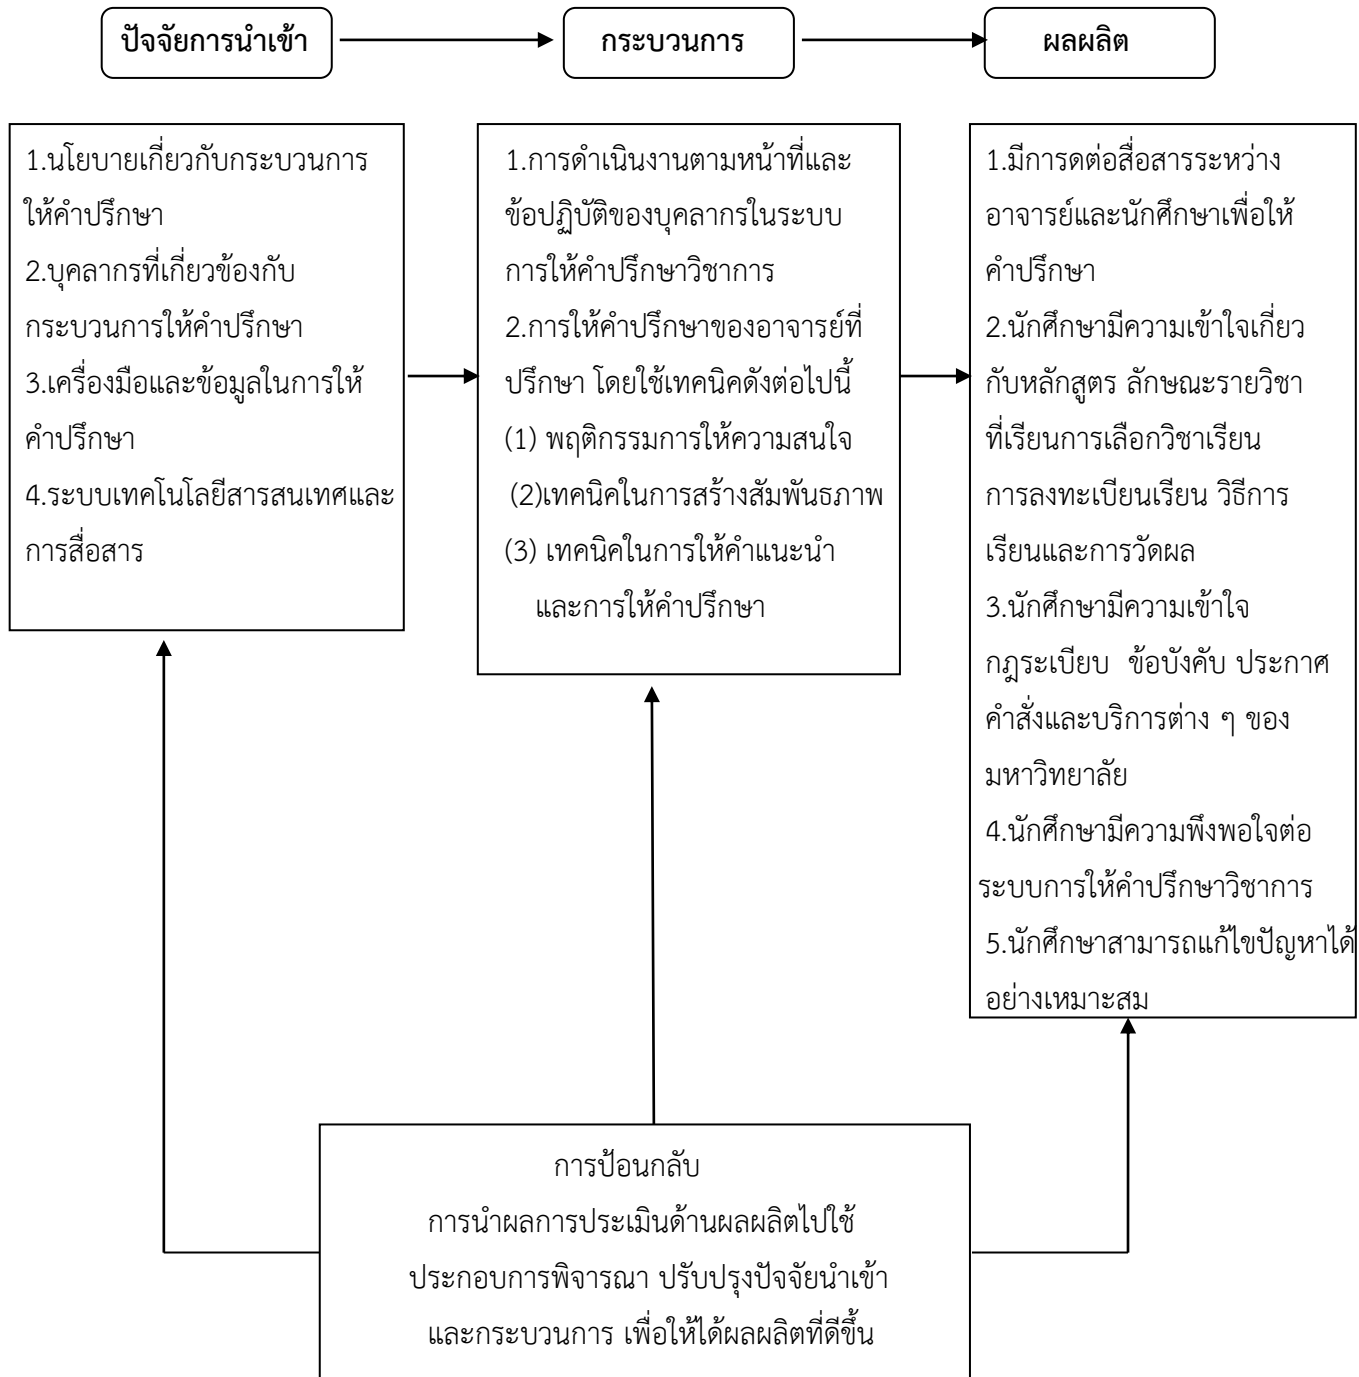 ปัจจัยการนำเข้า
กระบวนการ
ผลผลิต
1.นโยบายเกี่ยวกับกระบวนการ
ให้คำปรึกษา
2.บุคลากรที่เกี่ยวข้องกับ
กระบวนการให้คำปรึกษา
3.เครื่องมือและข้อมูลในการให้
คำปรึกษา
4.ระบบเทคโนโลยีสารสนเทศและ
การสื่อสาร
1.การดำเนินงานตามหน้าที่และ
ข้อปฏิบัติของบุคลากรในระบบ
การให้คำปรึกษาวิชาการ
2.การให้คำปรึกษาของอาจารย์ที่
ปรึกษา โดยใช้เทคนิคดังต่อไปนี้
(1) พฤติกรรมการให้ความสนใจ
(2)เทคนิคในการสร้างสัมพันธภาพ
(3) เทคนิคในการให้คำแนะนำ
และการให้คำปรึกษา
1.มีการดต่อสื่อสารระหว่าง
อาจารย์และนักศึกษาเพื่อให้
คำปรึกษา
2.นักศึกษามีความเข้าใจเกี่ยว
กับหลักสูตร ลักษณะรายวิชา
ที่เรียนการเลือกวิชาเรียน
การลงทะเบียนเรียน วิธีการ
เรียนและการวัดผล
3.นักศึกษามีความเข้าใจ
กฎระเบียบ ข้อบังคับ ประกาศ
คำสั่งและบริการต่าง ๆ ของ
มหาวิทยาลัย
4.นักศึกษามีความพึงพอใจต่อ
ระบบการให้คำปรึกษาวิชาการ
5.นักศึกษาสามารถแก้ไขปัญหาได้
อย่างเหมาะสม
การป้อนกลับ
การนำผลการประเมินด้านผลผลิตไปใช้
ประกอบการพิจารณา ปรับปรุงปัจจัยนำเข้า
และกระบวนการ เพื่อให้ได้ผลผลิตที่ดีขึ้น